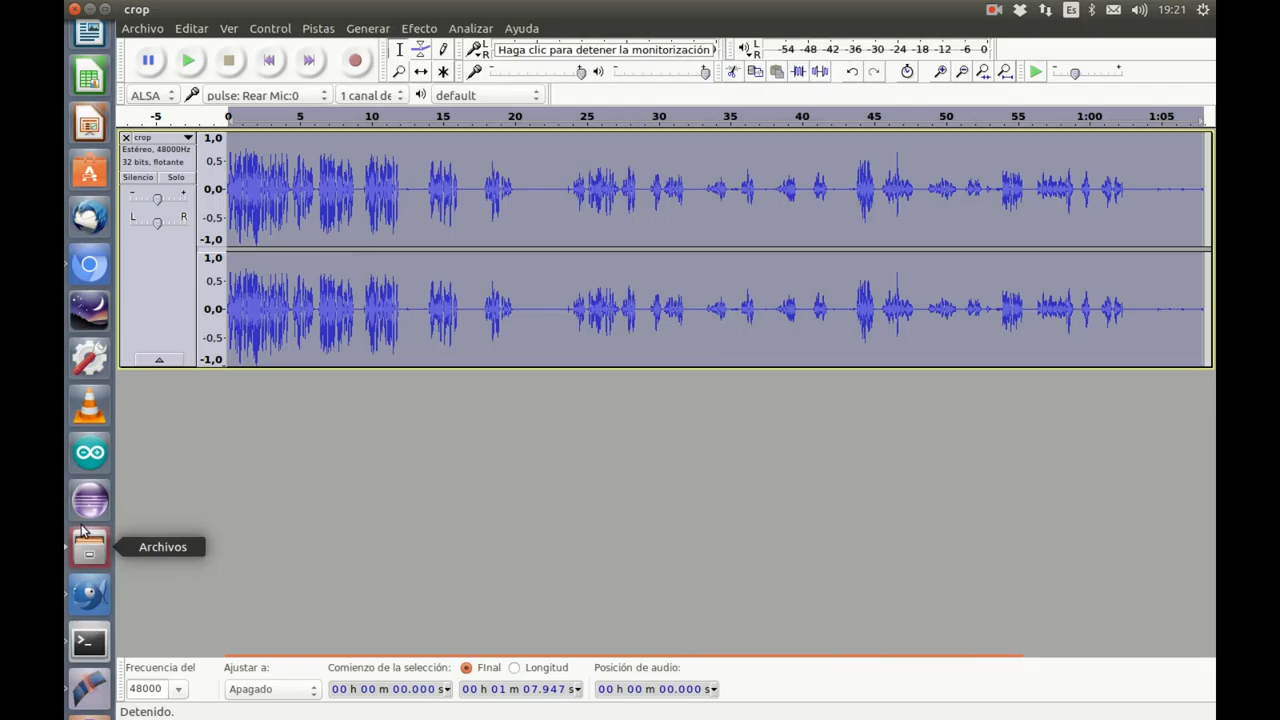 crop
Es
19:21
Archivo Editar Ver Control Pistas Generar Efecto Analizar Ayuda
L
R
Haga clic para detener la monitorización
L
R
-54 -48 -42 -36 -30 -24 -18 -12 -6 0
ALSA
pulse: Rear Mic:0
1 canal de
default
-5 0 5 10 15 20 25 30 35 40 45 50 55 1:00 1:05
crop
Estéreo, 48000Hz
32 bits, flotante
Silencio Solo
- +
L R
1,0
0,5
0,0
-0,5
-1,0
1,0
0,5
0,0
-0,5
-1,0
Archivos
Frecuencia del
Ajustar a:
Comienzo de la selección:
FInal
Longitud
Posición de audio:
48000
Apagado
00 h 00 m 00.000 s
00 h 01 m 07.947 s
00 h 00 m 00.000 s
Detenido.